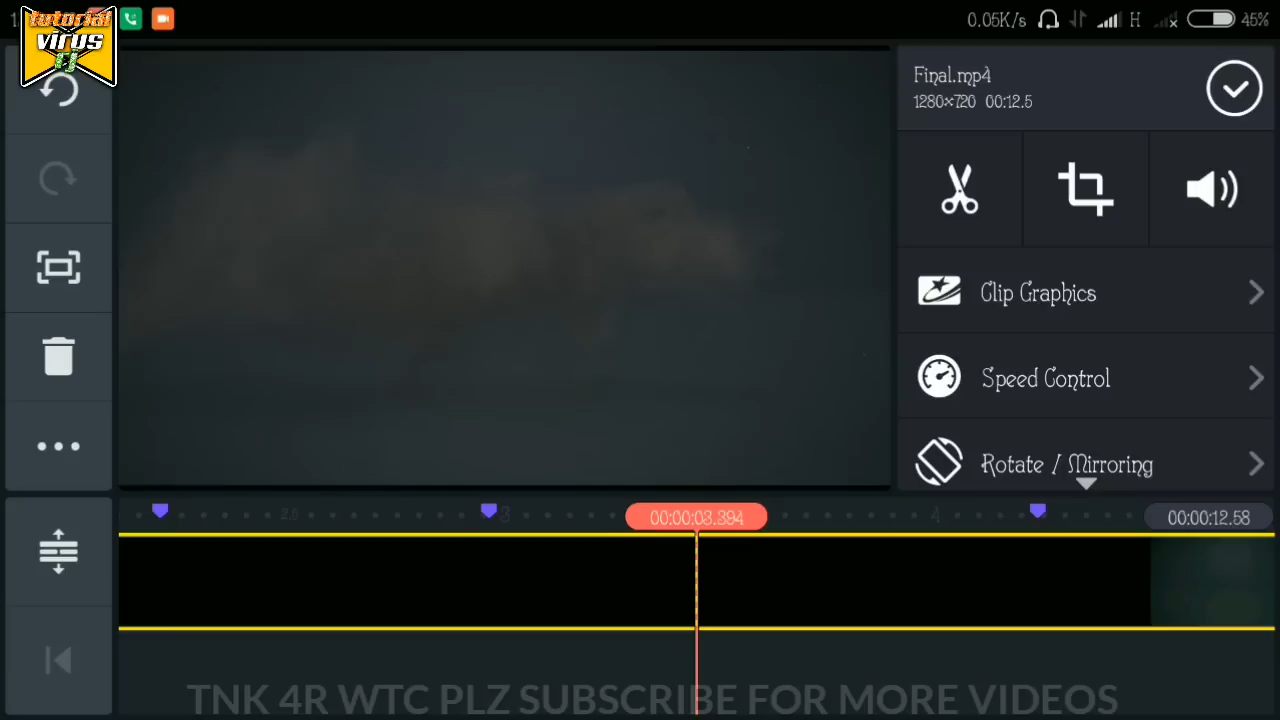 0.05K/s H 45%
tutorial
virus
Final.mp4
1280×720 00:12.5
Clip Graphics
Speed Control
Rotate / Mirroring
2.5 3 00:00:03.394 4 00:00:12.58
TNK 4R WTC PLZ SUBSCRIBE FOR MORE VIDEOS